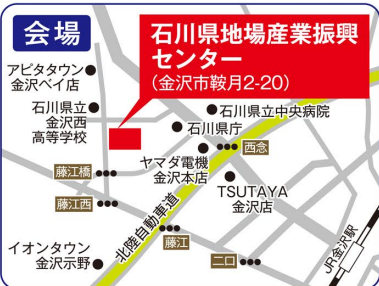 会場
石川県地場産業振興
センター
(金沢市鞍月2-20)
アピタタウン
金沢ベイ店
石川県立
金沢西
高等学校
石川県立中央病院
石川県庁
ヤマダ電機
金沢本店
西念
藤江橋
TSUTAYA
金沢店
藤江西
北陸自動車道
藤江
イオンタウン
金沢示野
二口
JR金沢駅